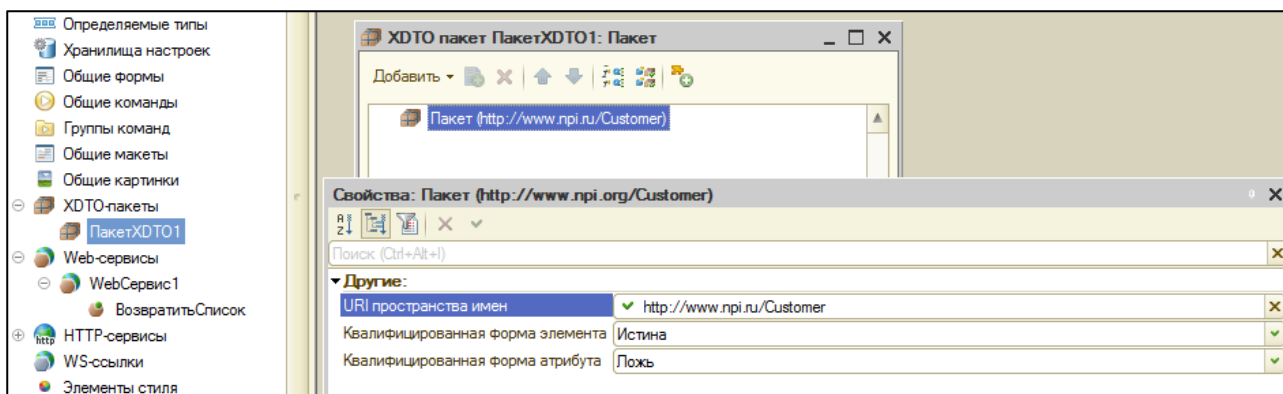 Определяемые типы
Хранилища настроек
Общие формы
Общие команды
Группы команд
Общие макеты
Общие картинки
XDTO-пакеты
ПакетXDTO1
Web-сервисы
WebСервис1
ВозвратитьСписок
HTTP-сервисы
WS-ссылки
Элементы стиля
XDTO пакет ПакетXDTO1: Пакет
Добавить
Пакет (http://www.npi.ru/Customer)
Свойства: Пакет (http://www.npi.org/Customer)
Поиск (Ctrl+Alt+I)
Другие:
URI пространства имен http://www.npi.ru/Customer
Квалифицированная форма элемента Истина
Квалифицированная форма атрибута Ложь